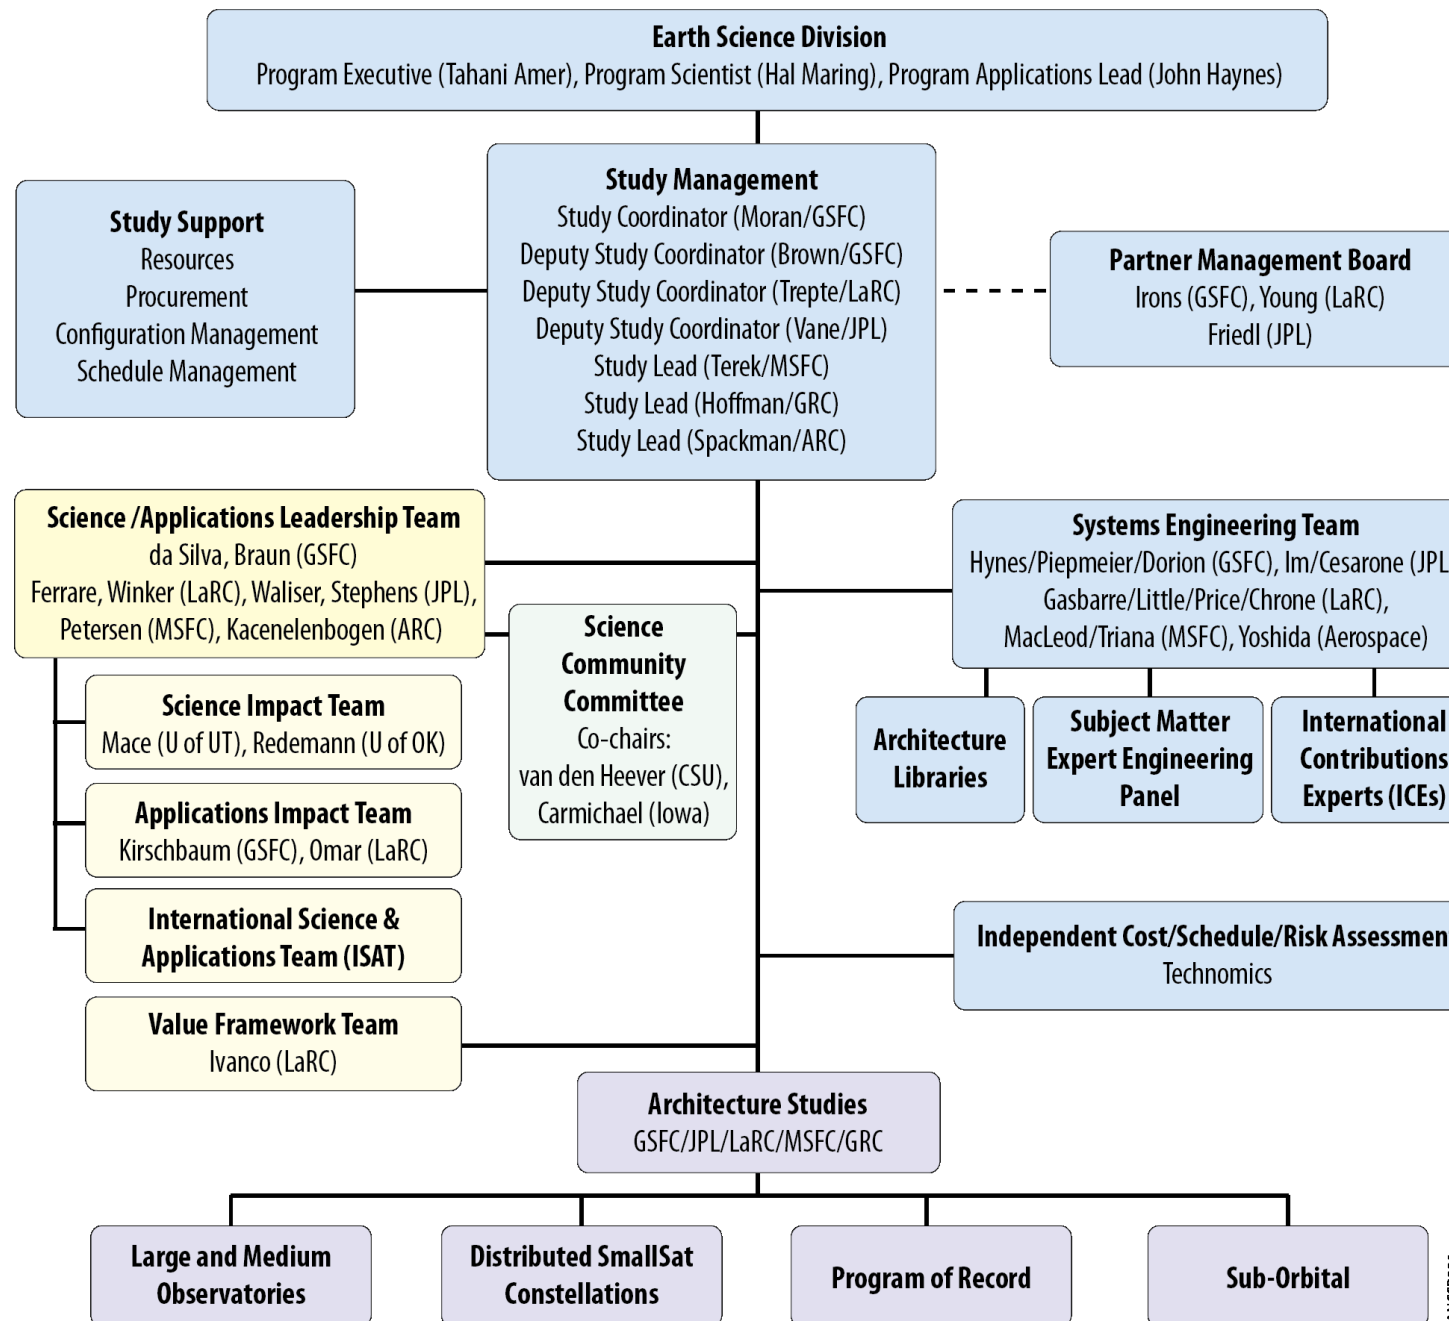 Earth Science Division
Program Executive (Tahani Amer), Program Scientist (Hal Maring), Program Applications Lead (John Haynes)
Study Management
Study Coordinator (Moran/GSFC)
Deputy Study Coordinator (Brown/GSFC)
Deputy Study Coordinator (Trepte/LaRC)
Deputy Study Coordinator (Vane/JPL)
Study Lead (Terek/MSFC)
Study Lead (Hoffman/GRC)
Study Lead (Spackman/ARC)
Study Support
Resources
Procurement
Configuration Management
Schedule Management
Partner Management Board
Irons (GSFC), Young (LaRC)
Friedl (JPL)
Science /Applications Leadership Team
da Silva, Braun (GSFC)
Ferrare, Winker (LaRC), Waliser, Stephens (JPL),
Petersen (MSFC), Kacenelenbogen (ARC)
Science Impact Team
Mace (U of UT), Redemann (U of OK)
Applications Impact Team
Kirschbaum (GSFC), Omar (LaRC)
International Science &
Applications Team (ISAT)
Value Framework Team
Ivanco (LaRC)
Science
Community
Committee
Co-chairs:
van den Heever (CSU),
Carmichael (Iowa)
Systems Engineering Team
Hynes/Piepmeier/Dorion (GSFC), Im/Cesarone (JPL
Gasbarre/Little/Price/Chrone (LaRC),
MacLeod/Triana (MSFC), Yoshida (Aerospace)
Architecture
Libraries
Subject Matter
Expert Engineering
Panel
International
Contributions
Experts (ICEs)
Independent Cost/Schedule/Risk Assessmen
Technomics
Architecture Studies
GSFC/JPL/LaRC/MSFC/GRC
Large and Medium
Observatories
Distributed SmallSat
Constellations
Program of Record
Sub-Orbital